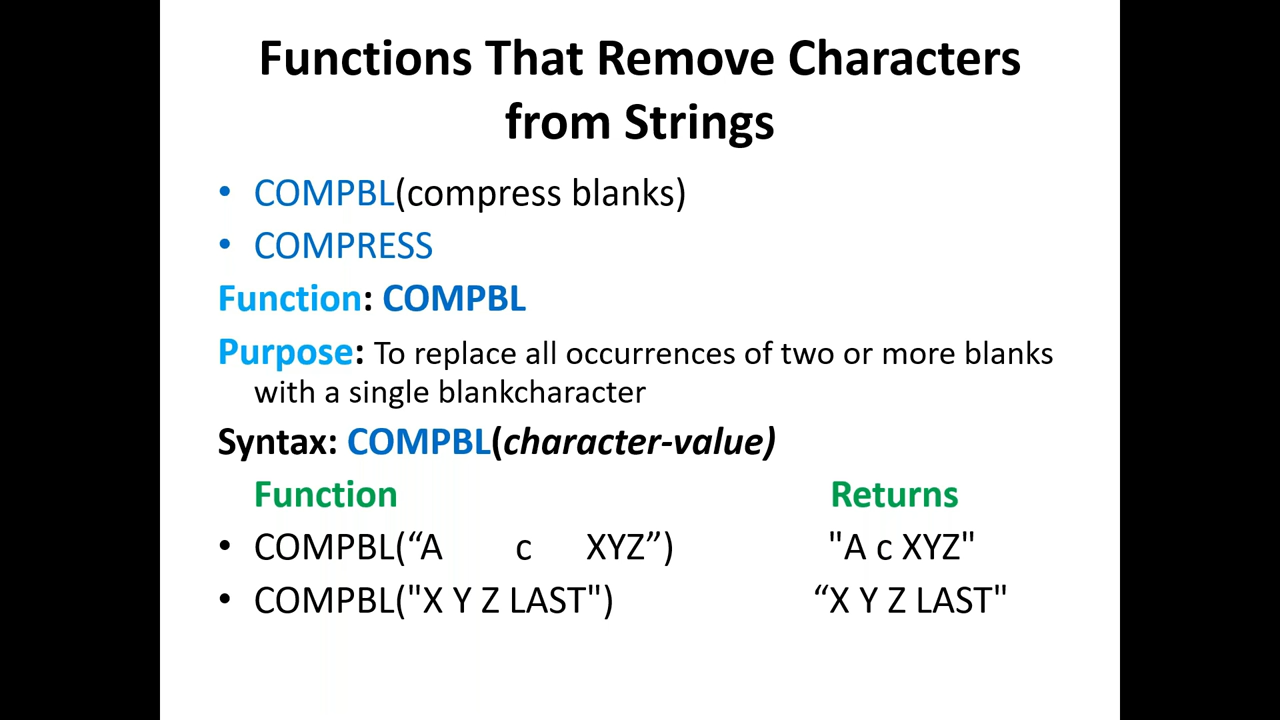 Functions That Remove Characters
from Strings
• COMPBL(compress blanks)
• COMPRESS
Function: COMPBL
Purpose: To replace all occurrences of two or more blanks
with a single blankcharacter
Syntax: COMPBL(character-value)
Function Returns
• COMPBL(“A c XYZ”) "A c XYZ"
• COMPBL("X Y Z LAST") “X Y Z LAST"